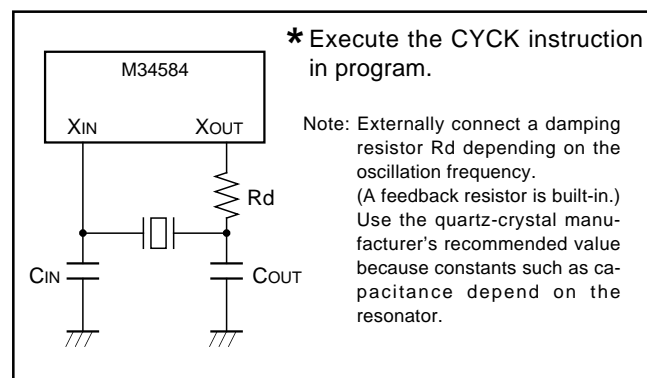 M34584
XIN
XOUT
Rd
CIN
COUT
* Execute the CYCK instruction
in program.
Note: Externally connect a damping
resistor Rd depending on the
oscillation frequency.
(A feedback resistor is built-in.)
Use the quartz-crystal manu-
facturer's recommended value
because constants such as ca-
pacitance depend on the
resonator.